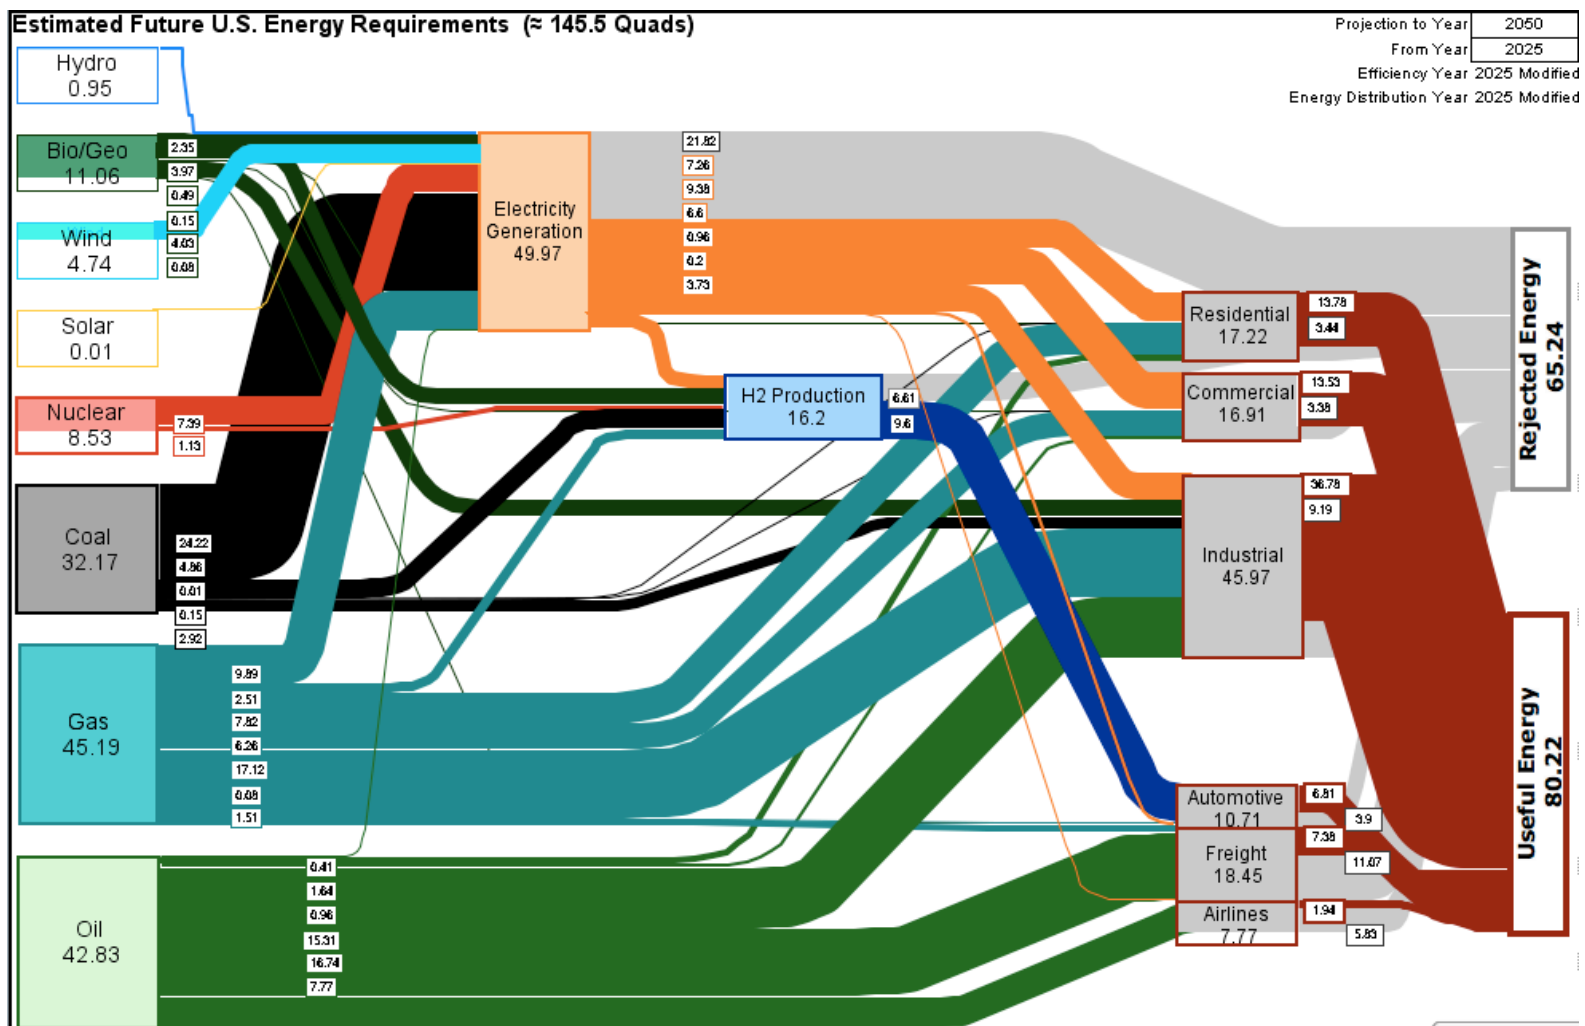 Estimated Future U.S. Energy Requirements (≈ 145.5 Quads)
Projection to Year 2050
From Year 2025
Efficiency Year 2025 Modified
Energy Distribution Year 2025 Modified
Hydro
0.95
Bio/Geo
11.06
2.35
3.97
0.49
0.15
4.03
0.08
Wind
4.74
Solar
0.01
Nuclear
8.53
7.39
1.13
Coal
32.17
24.22
4.86
0.01
0.15
2.92
Gas
45.19
9.89
2.51
7.82
6.26
17.12
0.08
1.51
Oil
42.83
0.41
1.64
0.96
15.31
16.74
7.77
Electricity
Generation
49.97
21.82
7.26
9.38
6.6
0.96
0.2
3.73
H2 Production
16.2
6.61
9.6
Residential
17.22
13.78
3.44
Commercial
16.91
13.53
3.38
Industrial
45.97
36.78
9.19
Automotive
10.71
6.81
3.9
Freight
18.45
7.38
11.07
Airlines
7.77
1.94
5.83
Rejected Energy
65.24
Useful Energy
80.22